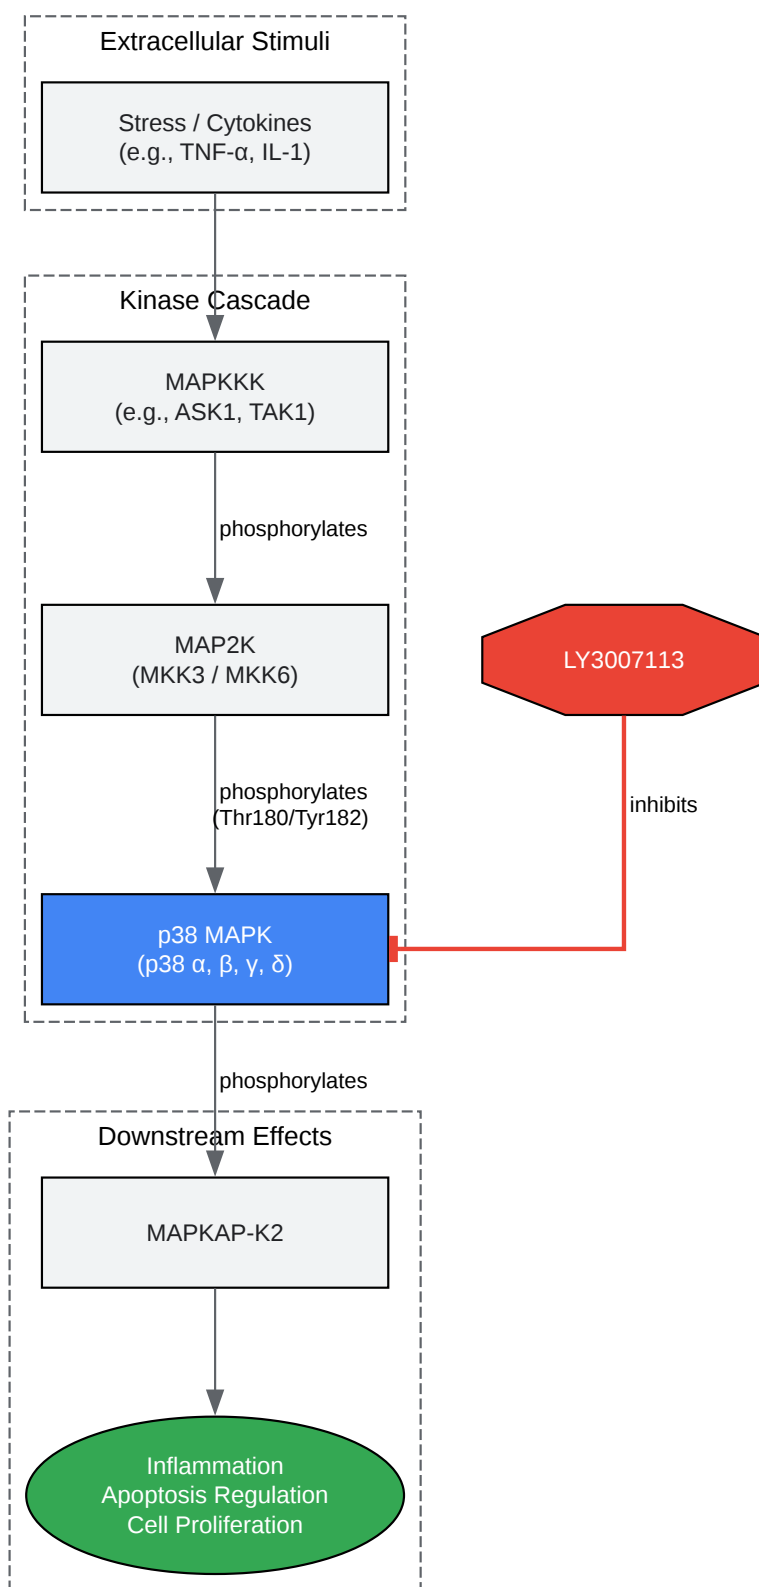 Extracellular Stimuli
Stress / Cytokines
(e.g., TNF-α, IL-1)
Kinase Cascade
MAPKKK
(e.g., ASK1, TAK1)
phosphorylates
MAP2K
(MKK3 / MKK6)
LY3007113
phosphorylates
(Thr180/Tyr182)
inhibits
p38 MAPK
(p38 α, β, γ, δ)
phosphorylates
Downstream Effects
MAPKAP-K2
Inflammation
Apoptosis Regulation
Cell Proliferation